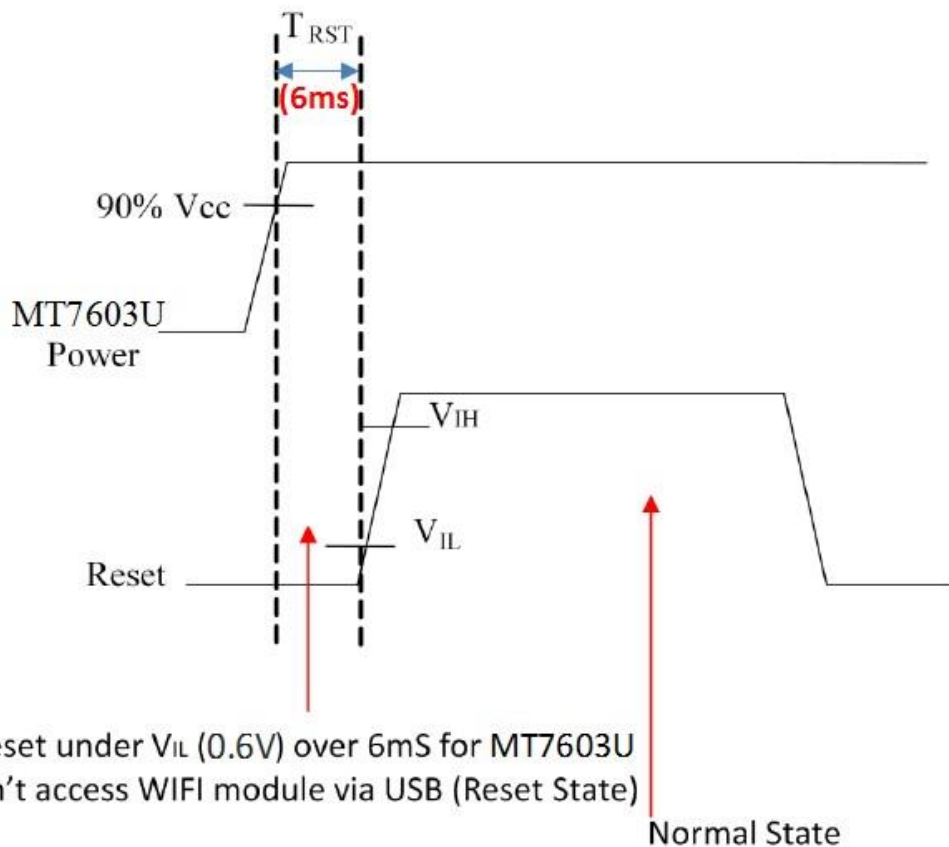 TRST
(6ms)
90% Vcc
MT7603U
Power
VIH
VIL
Reset
eset under VIL (0.6V) over 6mS for MT7603U
n't access WIFI module via USB (Reset State)
Normal State